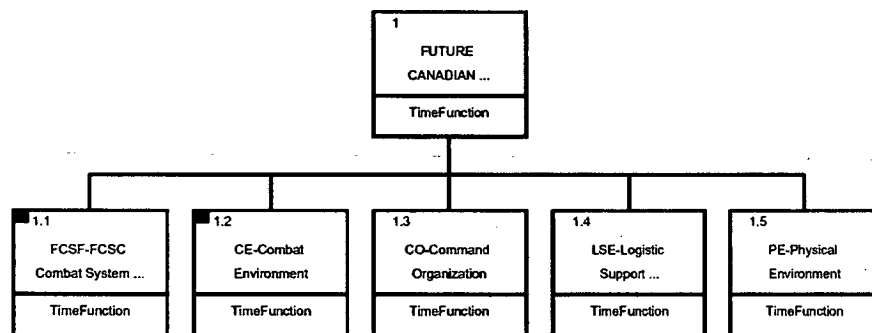 1
FUTURE
CANADIAN ...
TimeFunction
1.1
FCSF-FCSC
Combat System ...
TimeFunction
1.2
CE-Combat
Environment
TimeFunction
1.3
CO-Command
Organization
TimeFunction
1.4
LSE-Logistic
Support ...
TimeFunction
1.5
PE-Physical
Environment
TimeFunction